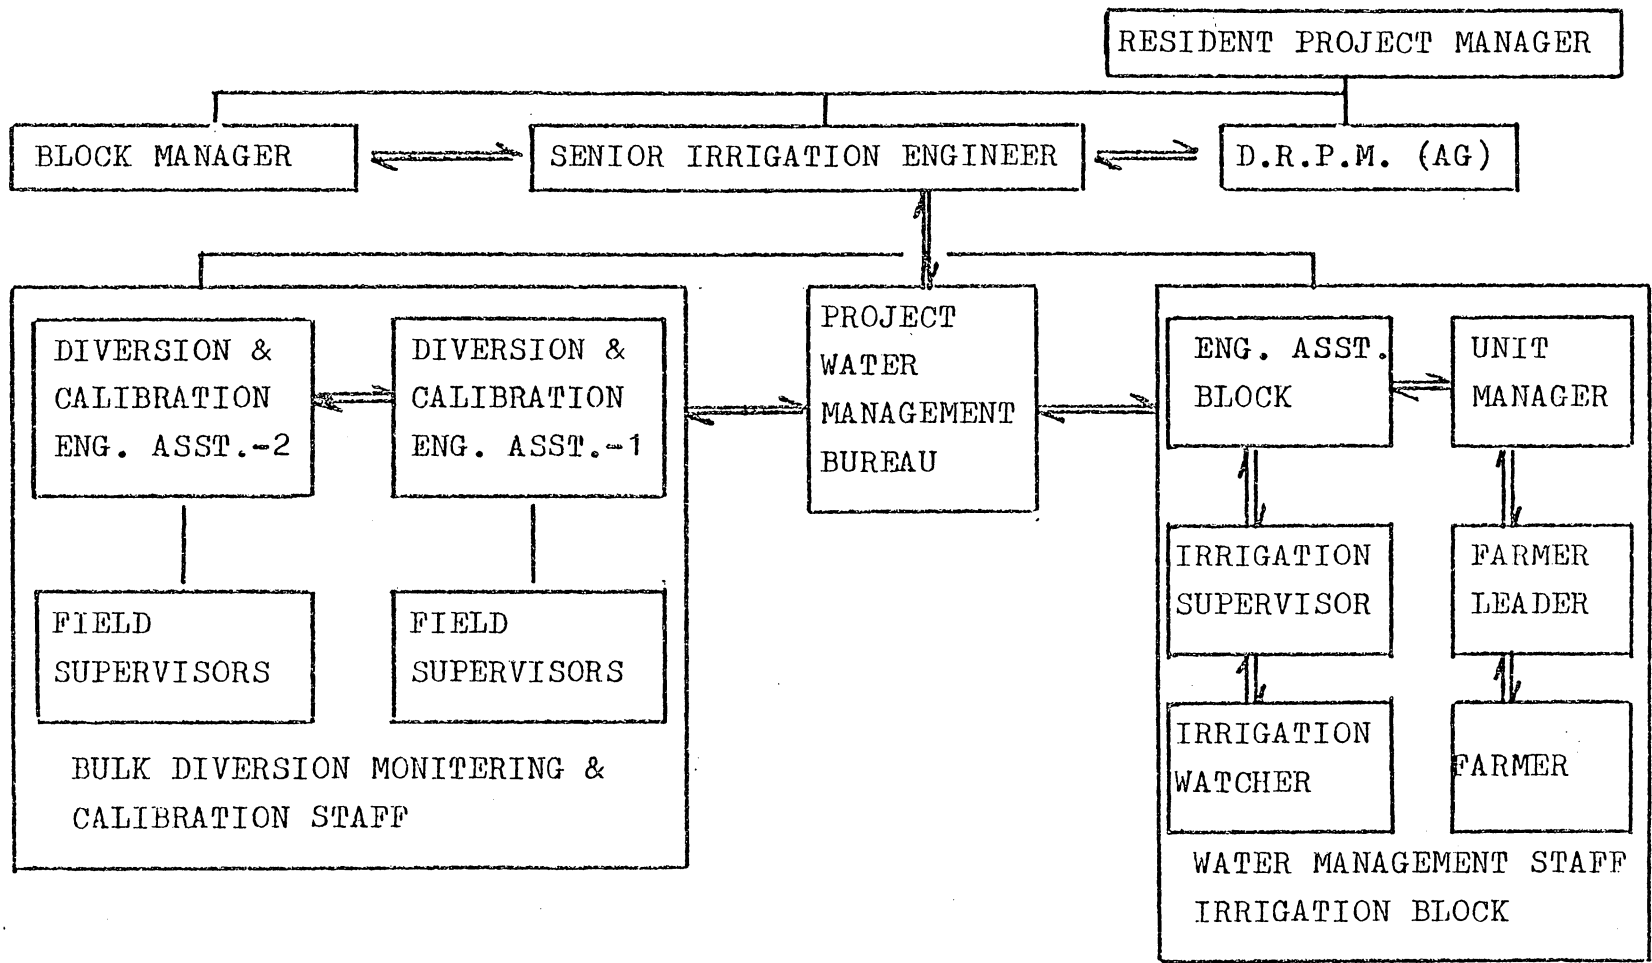 RESIDENT PROJECT MANAGER
BLOCK MANAGER
SENIOR IRRIGATION ENGINEER
D.R.P.M. (AG)
DIVERSION &
CALIBRATION
ENG. ASST.-2
DIVERSION &
CALIBRATION
ENG. ASST.-1
FIELD
SUPERVISORS
FIELD
SUPERVISORS
BULK DIVERSION MONITERING &
CALIBRATION STAFF
PROJECT
WATER
MANAGEMENT
BUREAU
ENG. ASST.
BLOCK
UNIT
MANAGER
IRRIGATION
SUPERVISOR
FARMER
LEADER
IRRIGATION
WATCHER
FARMER
WATER MANAGEMENT STAFF
IRRIGATION BLOCK